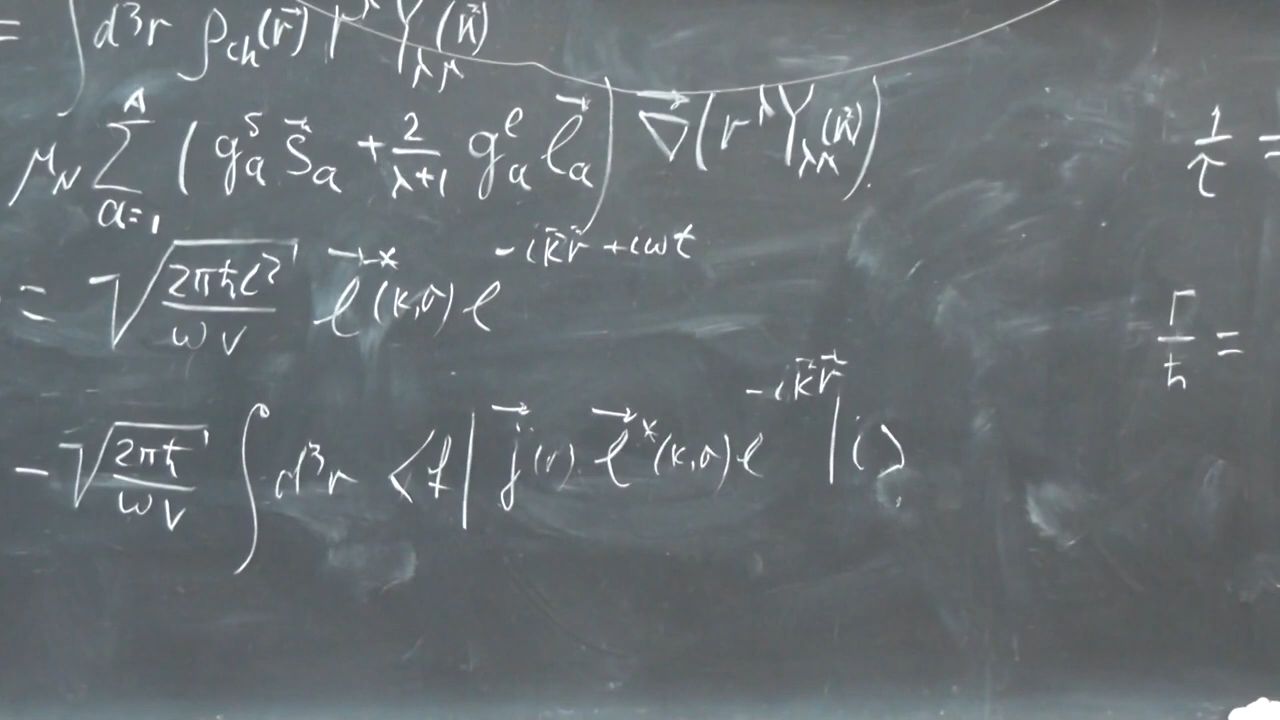 = ∫ d³r ρ_ch(r⃗) r^λ Y_λμ(n⃗)
μ_N Σ_{a=1}^{A} ( g_a^s s⃗_a + 2/(λ+1) g_a^l l⃗_a ) ∇⃗( r^λ Y_λμ(n⃗) ).
= √(2πħc²/ωV) e⃗*(k,σ) e^{-ik⃗r⃗ + iωt}
- √(2πħ/ωV) ∫ d³r <f| j⃗(r) e⃗*(k,σ) e^{-ik⃗r⃗} |i>,
1/τ =
Γ/ħ =